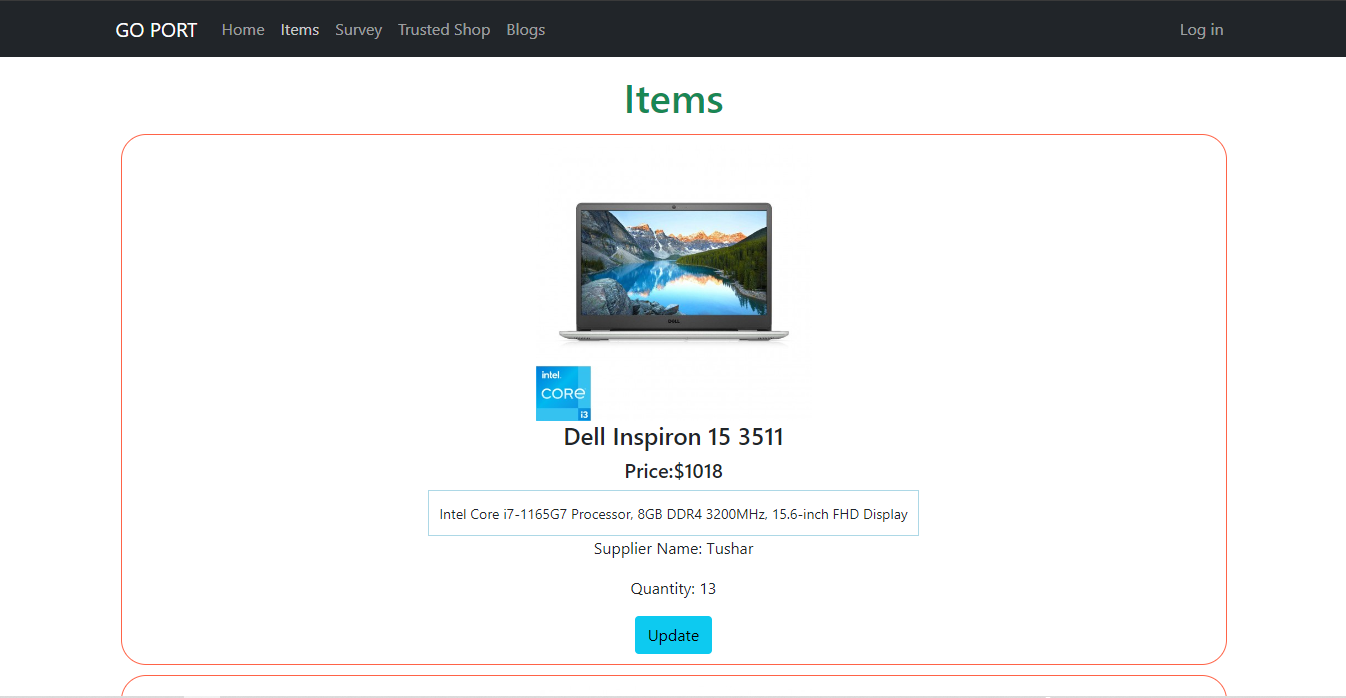 GO PORT Home Items Survey Trusted Shop Blogs Log in
Items
DELL
intel.
CORE
i3
Dell Inspiron 15 3511
Price:$1018
Intel Core i7-1165G7 Processor, 8GB DDR4 3200MHz, 15.6-inch FHD Display
Supplier Name: Tushar
Quantity: 13
Update